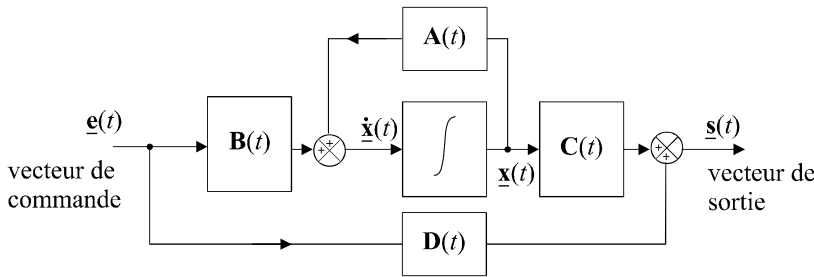 A(t)
e(t)
B(t)
+
+
ẋ(t)
∫
x(t)
C(t)
+
+
s(t)
vecteur de
commande
vecteur de
sortie
D(t)